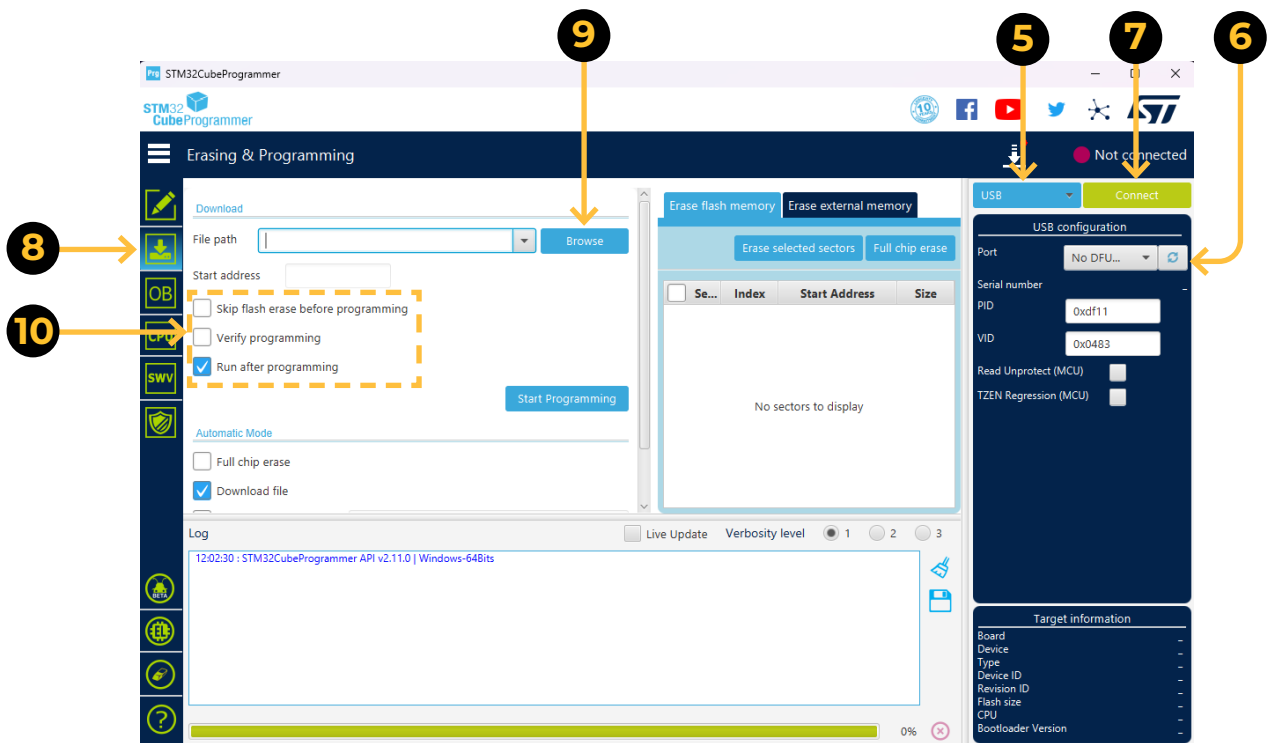 9
5
7
6
Prg STM32CubeProgrammer
STM32
CubeProgrammer
10
ST
Erasing & Programming
Not connected
Download
Erase flash memory
Erase external memory
USB
Connect
8
File path
Browse
Erase selected sectors
Full chip erase
USB configuration
Port
No DFU...
Start address
Serial number
-
OB
Skip flash erase before programming
Se...
Index
Start Address
Size
PID
0xdf11
10
CPU
Verify programming
VID
0x0483
SWV
Run after programming
Read Unprotect (MCU)
TZEN Regression (MCU)
Start Programming
No sectors to display
Automatic Mode
Full chip erase
Download file
Log
Live Update
Verbosity level
1
2
3
12:02:30 : STM32CubeProgrammer API v2.11.0 | Windows-64Bits
BETA
EL
?
Target information
Board -
Device -
Type -
Device ID -
Revision ID -
Flash size -
CPU -
Bootloader Version -
0%